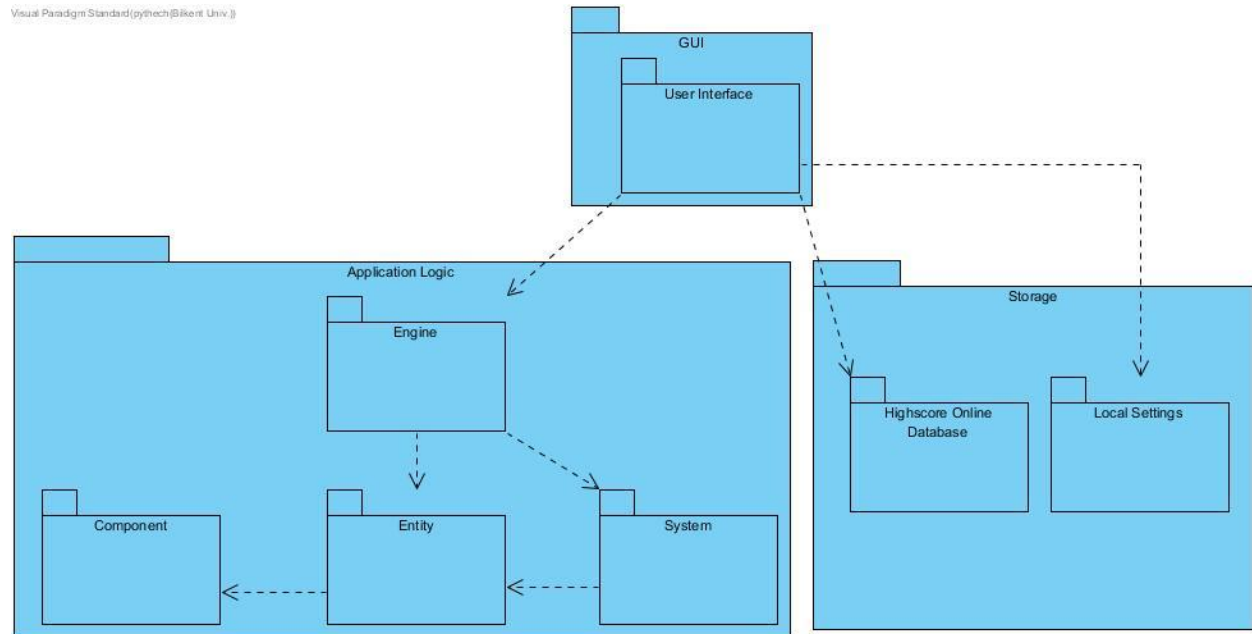 Visual Paradigm Standard(pythech(Bilkent Univ.))
GUI
User Interface
Application Logic
Engine
Component
Entity
System
Storage
Highscore Online
Database
Local Settings